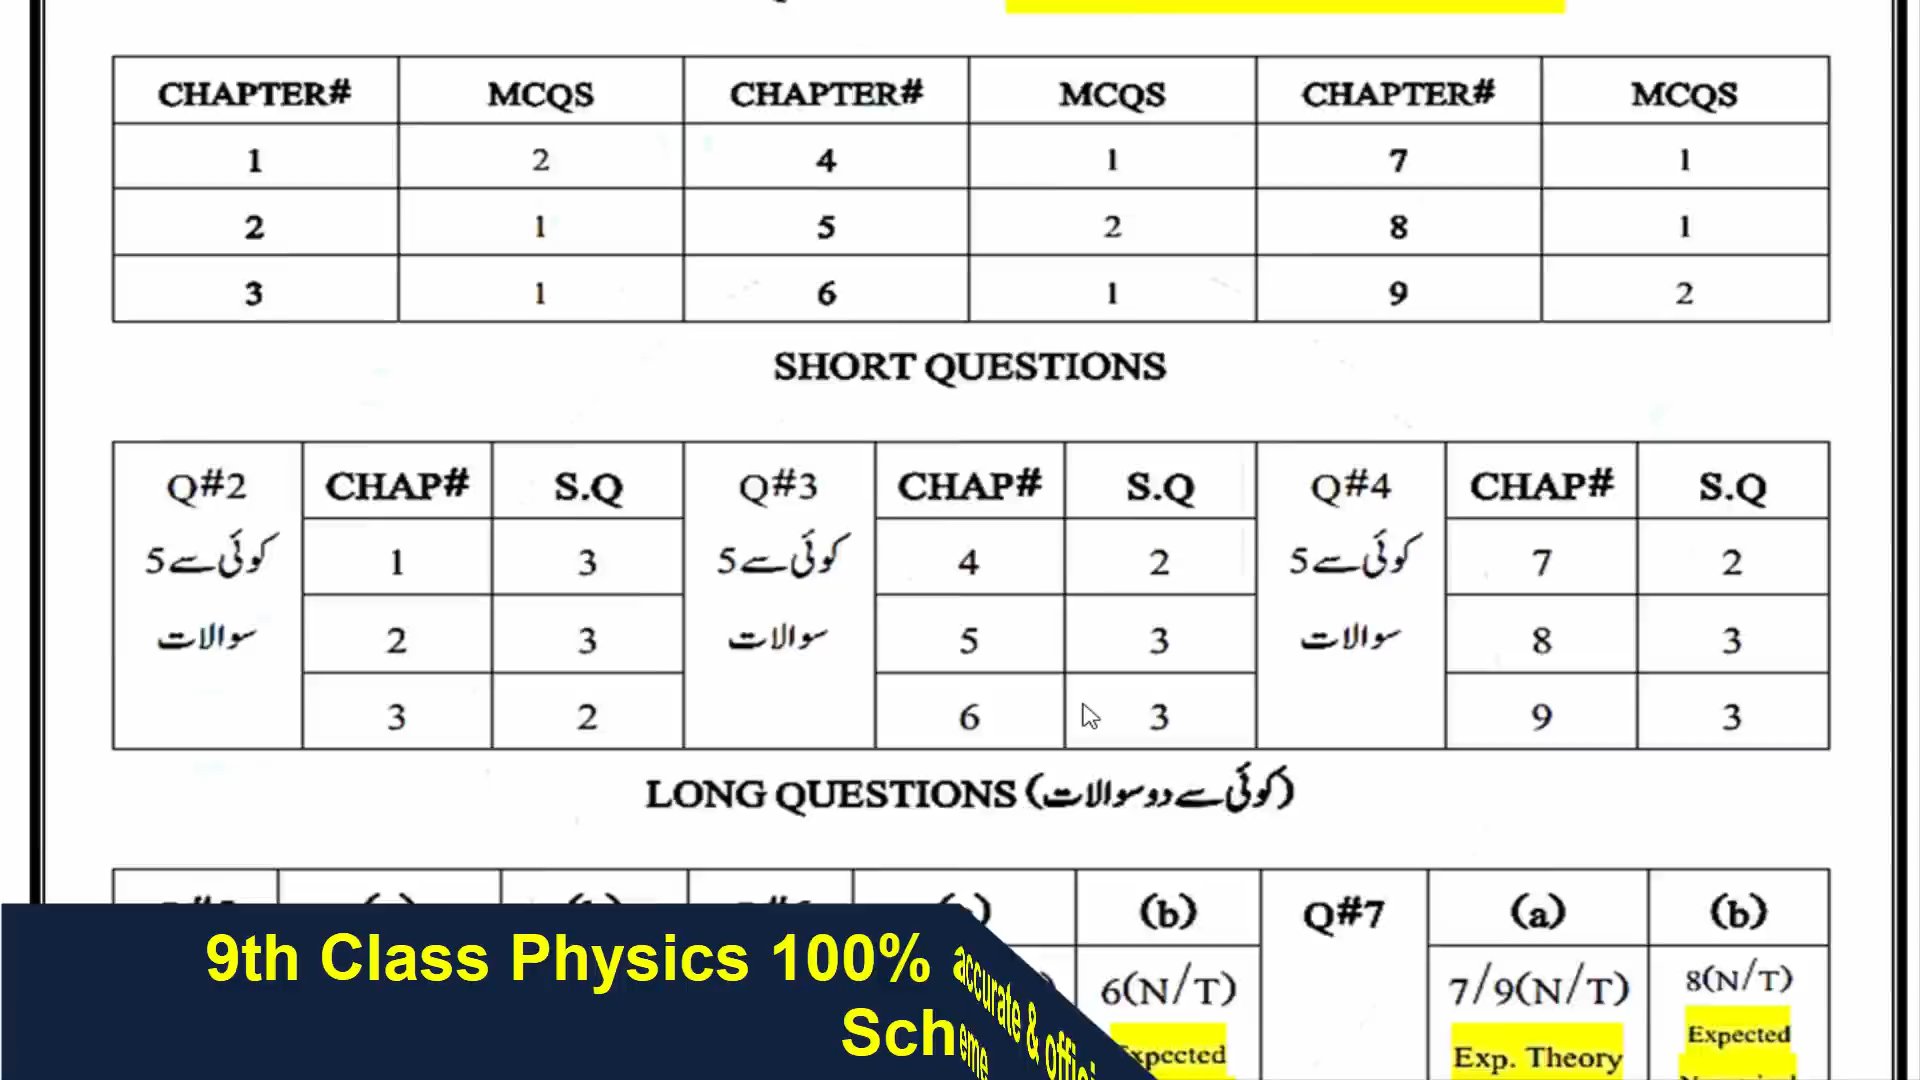 CHAPTER# MCQS CHAPTER# MCQS CHAPTER# MCQS
1 2 4 1 7 1
2 1 5 2 8 1
3 1 6 1 9 2
SHORT QUESTIONS
Q#2 CHAP# S.Q Q#3 CHAP# S.Q Q#4 CHAP# S.Q
کوئی سے 5 1 3 کوئی سے 5 4 2 کوئی سے 5 7 2
سوالات 2 3 سوالات 5 3 سوالات 8 3
3 2 6 3 9 3
LONG QUESTIONS (کوئی سے دو سوالات)
(b) Q#7 (a) (b)
6(N/T) 7/9(N/T) 8(N/T)
Expected Exp. Theory Expected
9th Class Physics 100% accurate & offici
Scheme